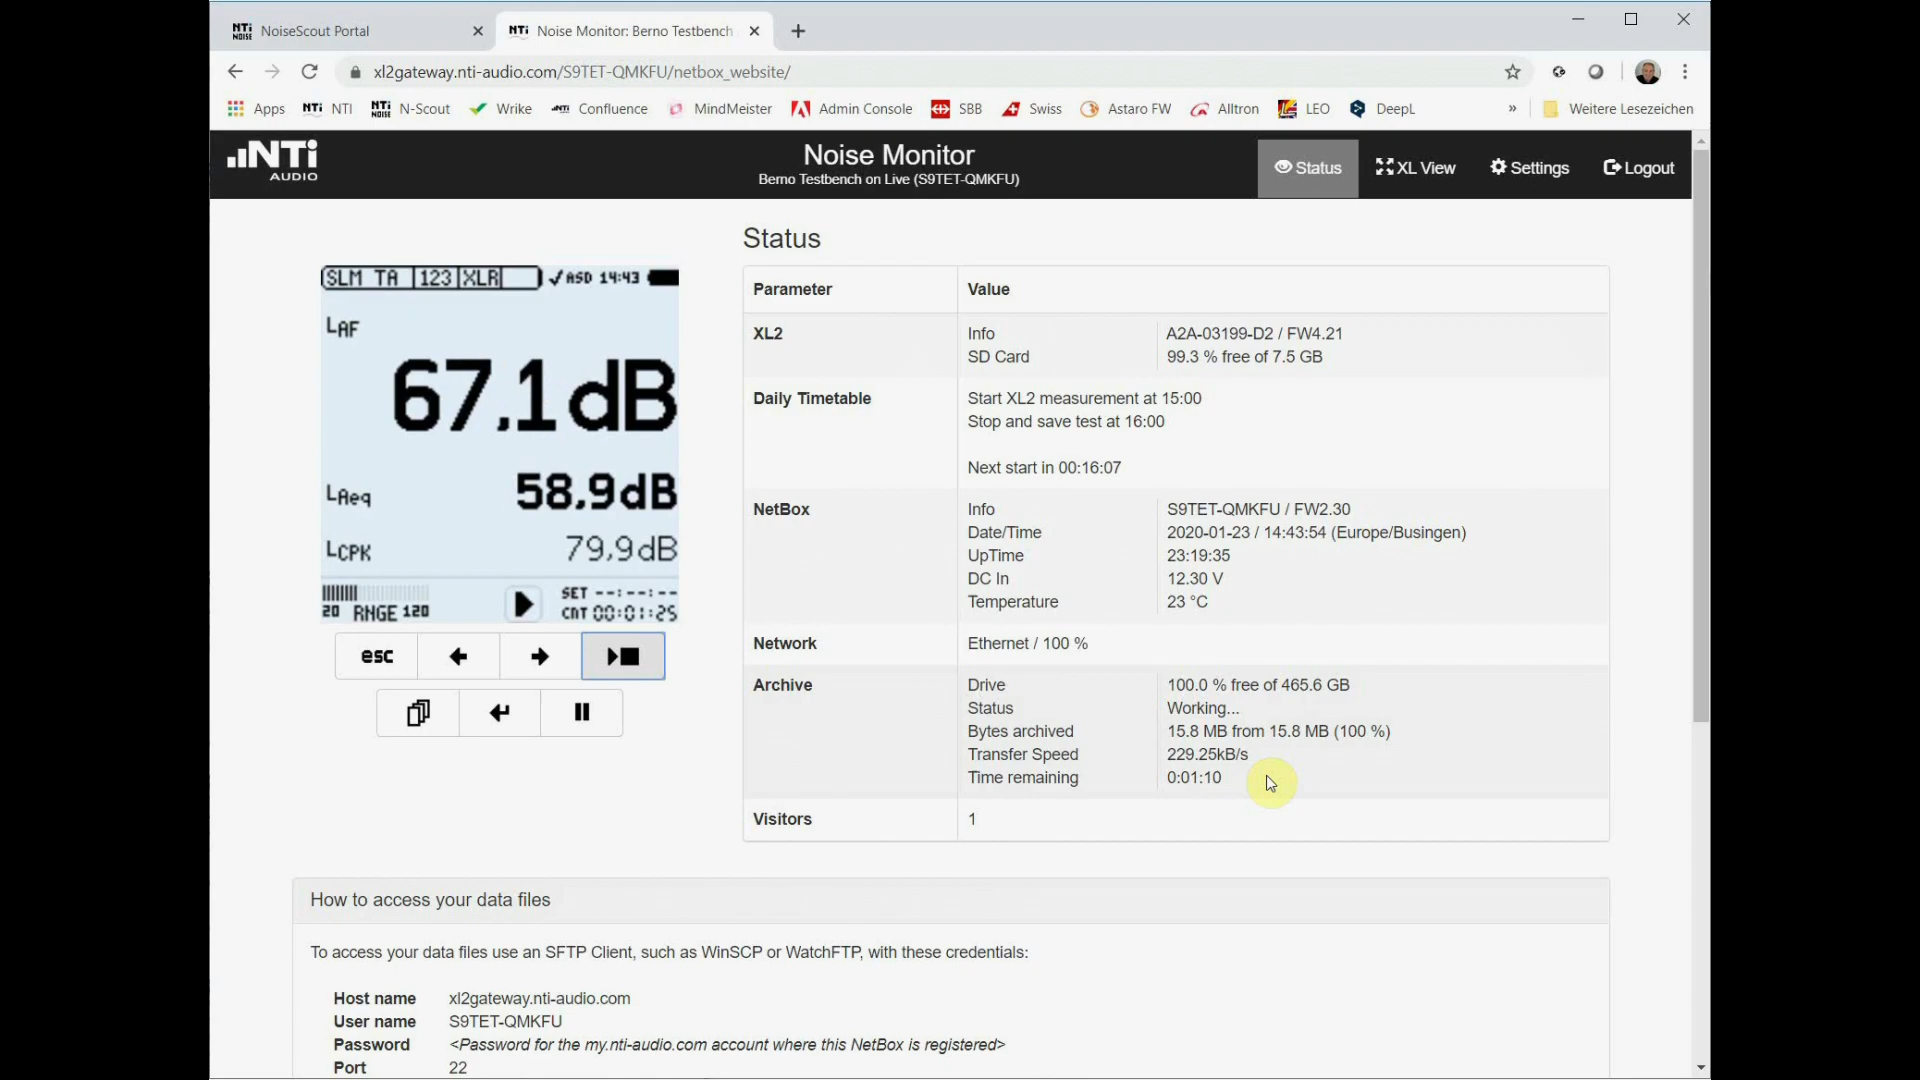 NTi NOISE NoiseScout Portal
NTi Noise Monitor: Berno Testbench
xl2gateway.nti-audio.com/S9TET-QMKFU/netbox_website/
Apps NTi NTI NTi NOISE N-Scout Wrike NTi Confluence MindMeister Admin Console SBB Swiss Astaro FW Alltron LEO DeepL » Weitere Lesezeichen
NTi AUDIO
Noise Monitor
Berno Testbench on Live (S9TET-QMKFU)
Status XL View Settings Logout
Status
SLM TA 123 XLR ASD 14:43
LAF
67.1dB
LAeq
58.9dB
LCPK
79.9dB
20 RNGE 120
SET --:--:--
CNT 00:01:25
esc
Parameter Value
XL2 Info A2A-03199-D2 / FW4.21
SD Card 99.3 % free of 7.5 GB
Daily Timetable Start XL2 measurement at 15:00
Stop and save test at 16:00
Next start in 00:16:07
NetBox Info S9TET-QMKFU / FW2.30
Date/Time 2020-01-23 / 14:43:54 (Europe/Busingen)
UpTime 23:19:35
DC In 12.30 V
Temperature 23 °C
Network Ethernet / 100 %
Archive Drive 100.0 % free of 465.6 GB
Status Working...
Bytes archived 15.8 MB from 15.8 MB (100 %)
Transfer Speed 229.25kB/s
Time remaining 0:01:10
Visitors 1
How to access your data files
To access your data files use an SFTP Client, such as WinSCP or WatchFTP, with these credentials:
Host name xl2gateway.nti-audio.com
User name S9TET-QMKFU
Password <Password for the my.nti-audio.com account where this NetBox is registered>
Port 22